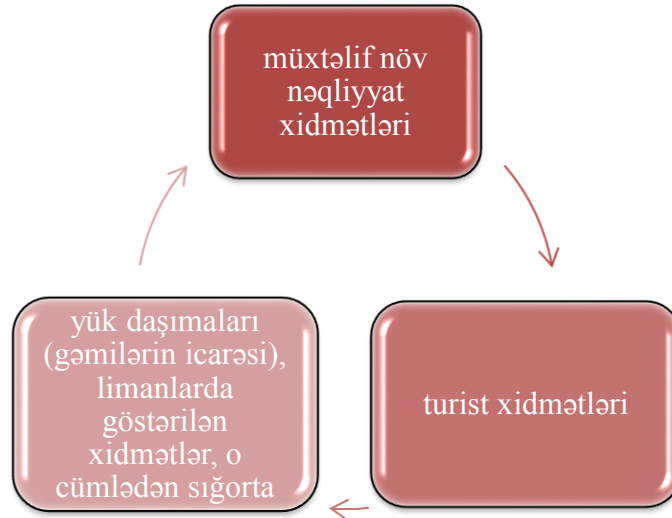 müxtəlif növ
nəqliyyat
xidmətləri
turist xidmətləri
yük daşımaları
(gəmilərin icarəsi),
limanlarda
göstərilən
xidmətlər, o
cümlədən sığorta